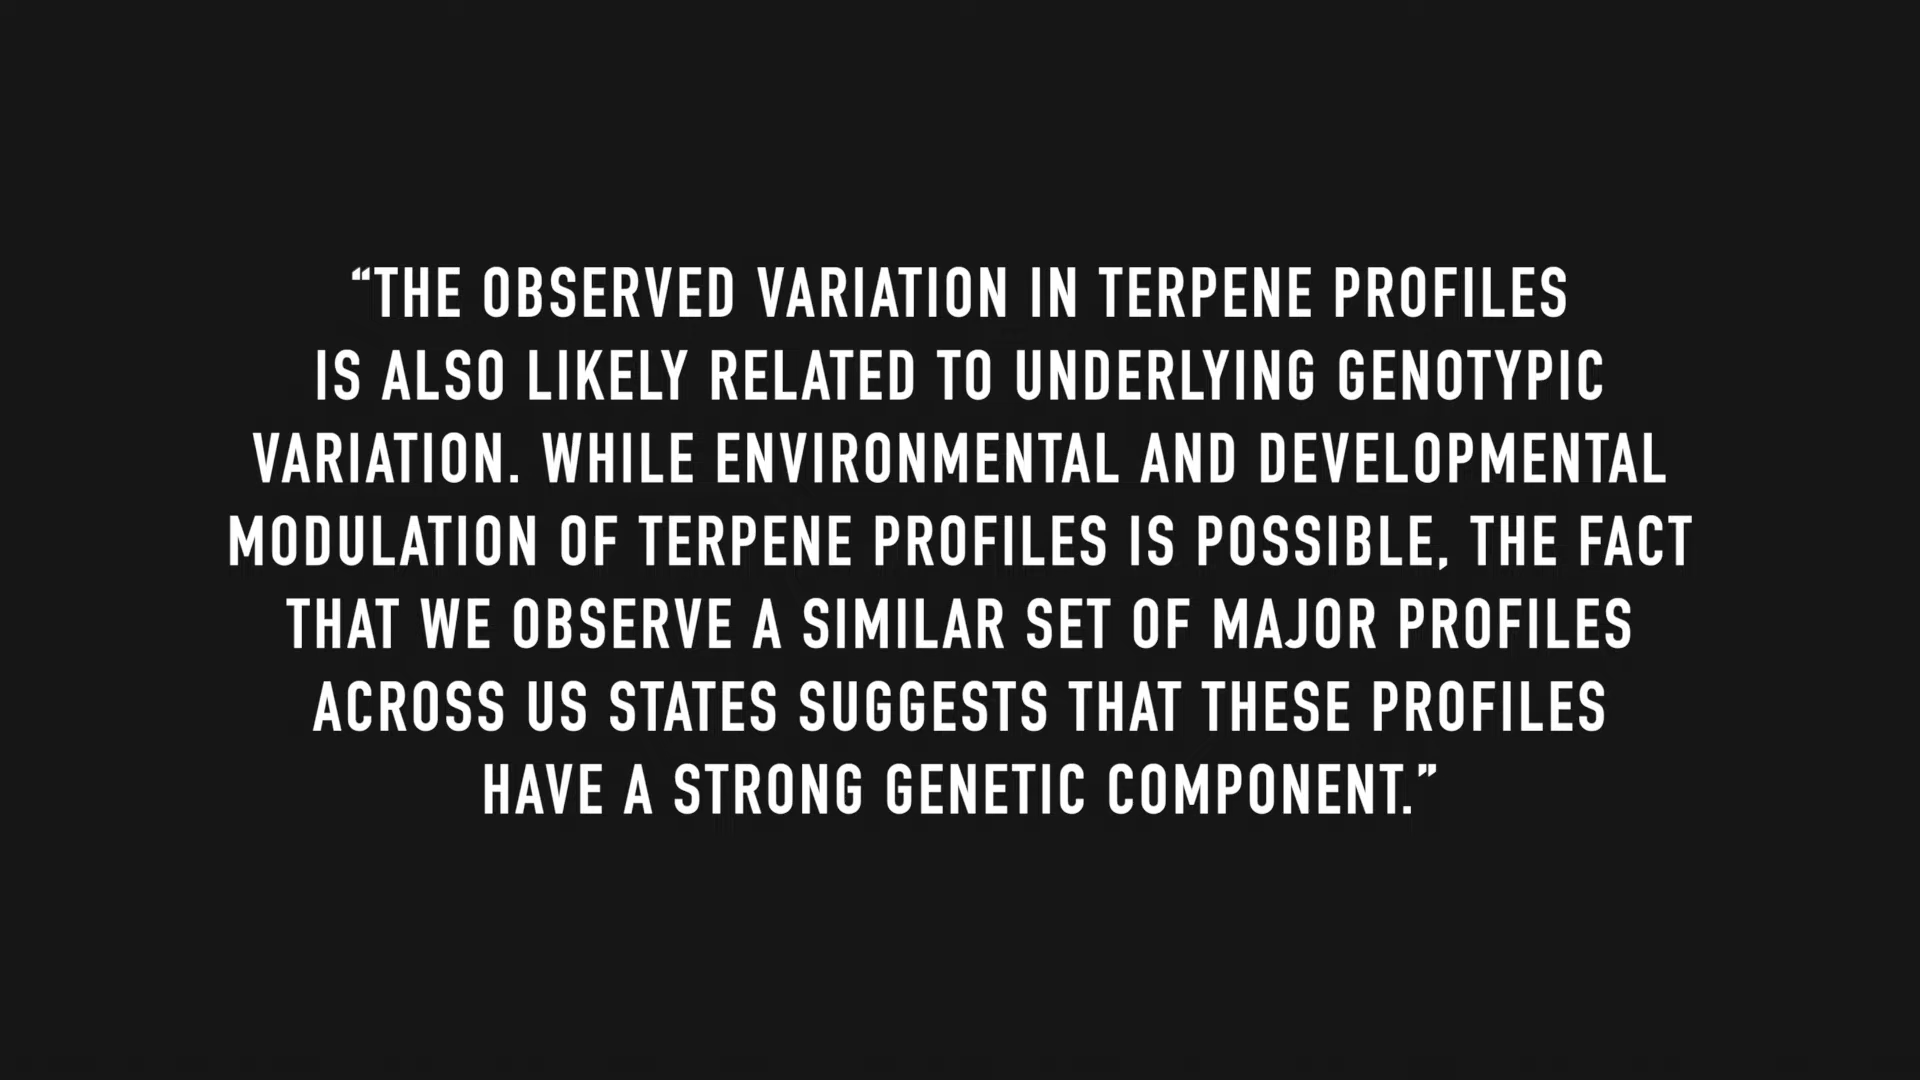 “THE OBSERVED VARIATION IN TERPENE PROFILES
IS ALSO LIKELY RELATED TO UNDERLYING GENOTYPIC
VARIATION. WHILE ENVIRONMENTAL AND DEVELOPMENTAL
MODULATION OF TERPENE PROFILES IS POSSIBLE, THE FACT
THAT WE OBSERVE A SIMILAR SET OF MAJOR PROFILES
ACROSS US STATES SUGGESTS THAT THESE PROFILES
HAVE A STRONG GENETIC COMPONENT.”